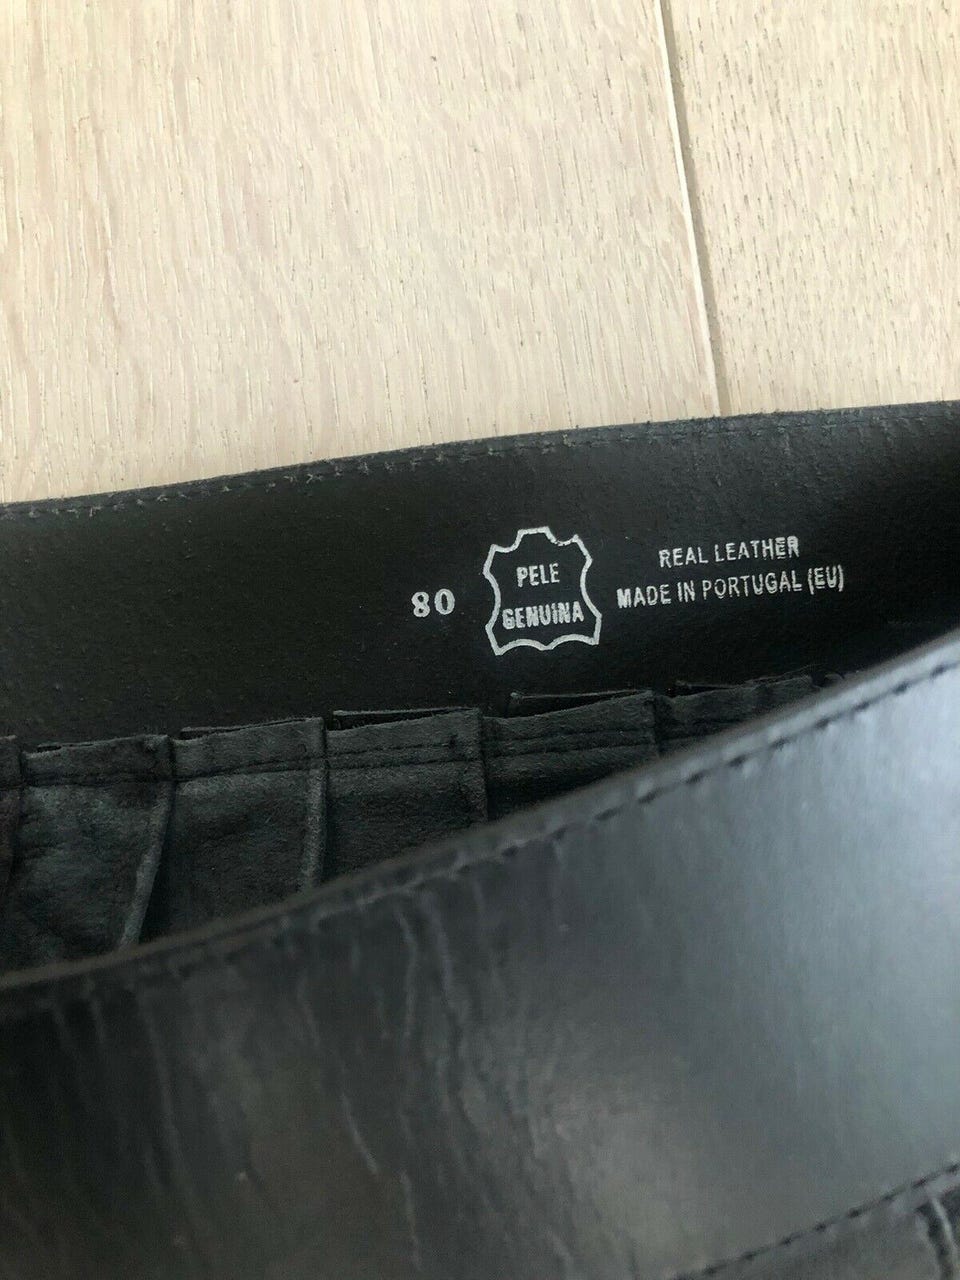 80
PELE
GENUINA
REAL LEATHER
MADE IN PORTUGAL (EU)